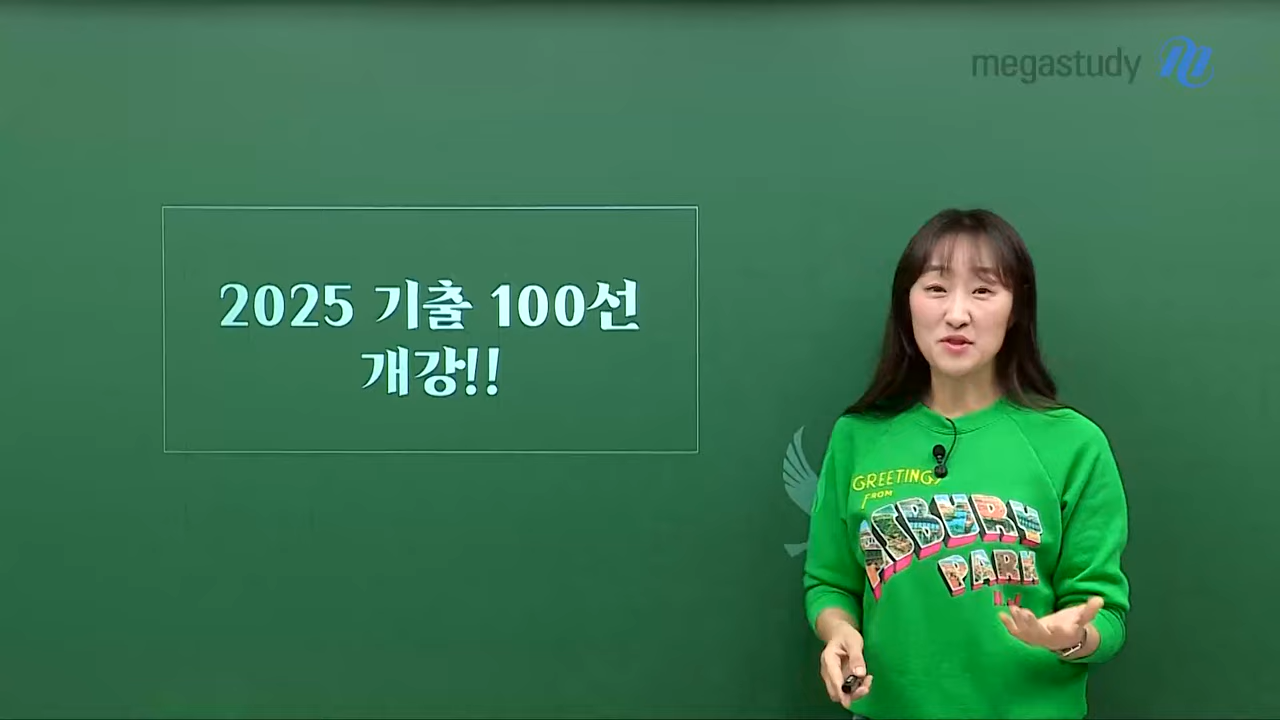 megastudy
2025 기출 100선
개강!!
GREETINGS
FROM
ASBURY
PARK
N.J.